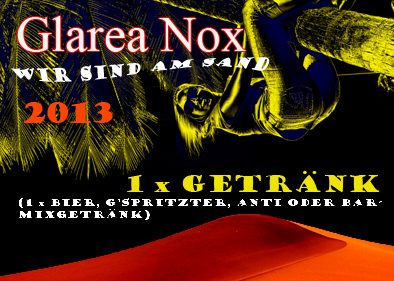 Glarea Nox
WIR SIND AM SAND
2013
1 x GETRÄNK
(1 x BIER, G'SPRITZTER, ANTI ODER BAR-
MIXGETRÄNK)